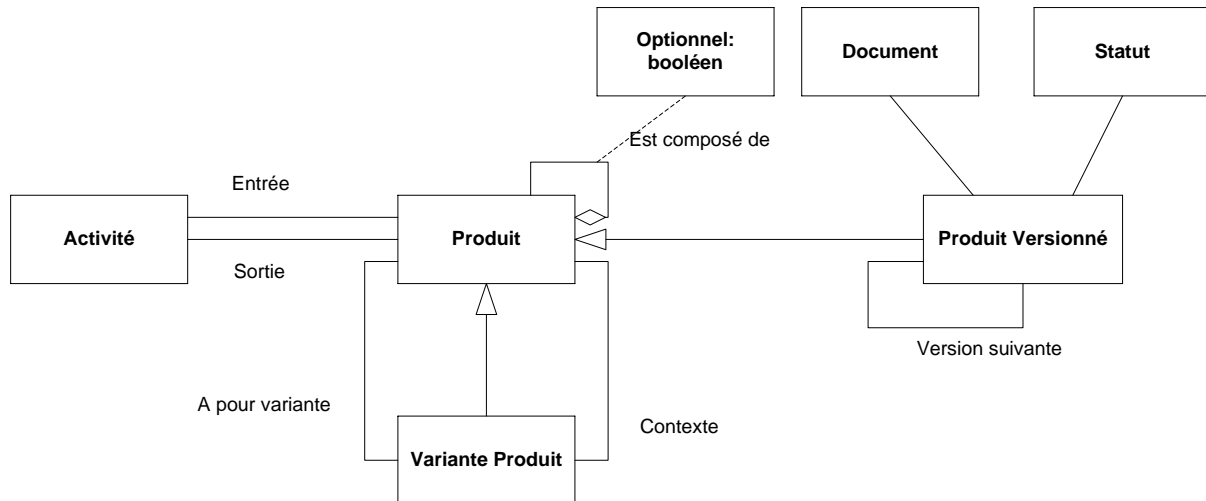 Optionnel:
booléen
Document
Statut
Est composé de
Entrée
Activité
Produit
Produit Versionné
Sortie
Version suivante
A pour variante
Contexte
Variante Produit